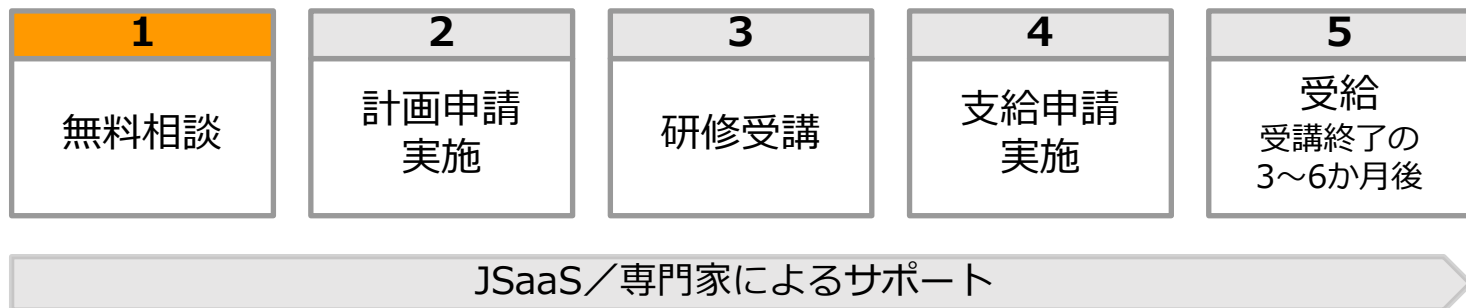 1
無料相談
2
計画申請
実施
3
研修受講
4
支給申請
実施
5
受給
受講終了の
3～6か月後
JSaaS／専門家によるサポート